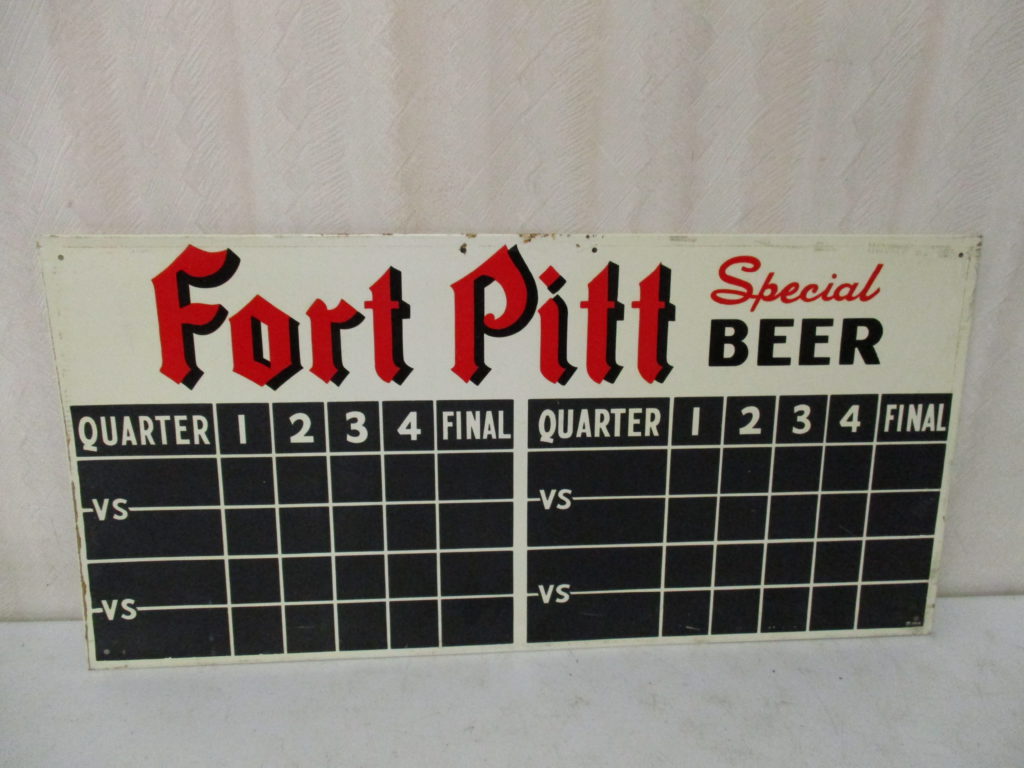 Fort Pitt Special BEER
QUARTER 1 2 3 4 FINAL QUARTER 1 2 3 4 FINAL
VS VS
VS VS